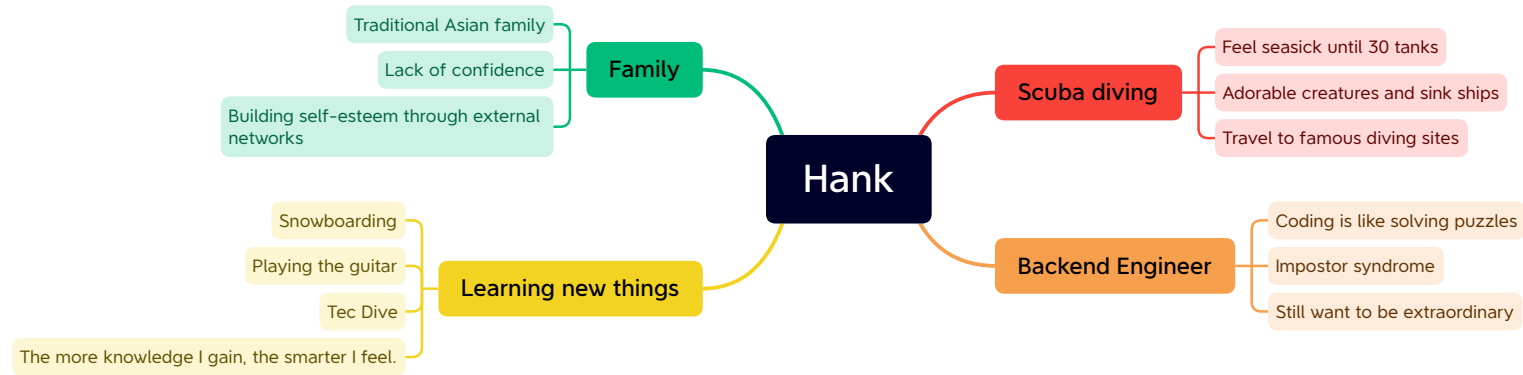 Hank
Family
Traditional Asian family
Lack of confidence
Building self-esteem through external
networks
Learning new things
Snowboarding
Playing the guitar
Tec Dive
The more knowledge I gain, the smarter I feel.
Scuba diving
Feel seasick until 30 tanks
Adorable creatures and sink ships
Travel to famous diving sites
Backend Engineer
Coding is like solving puzzles
Impostor syndrome
Still want to be extraordinary